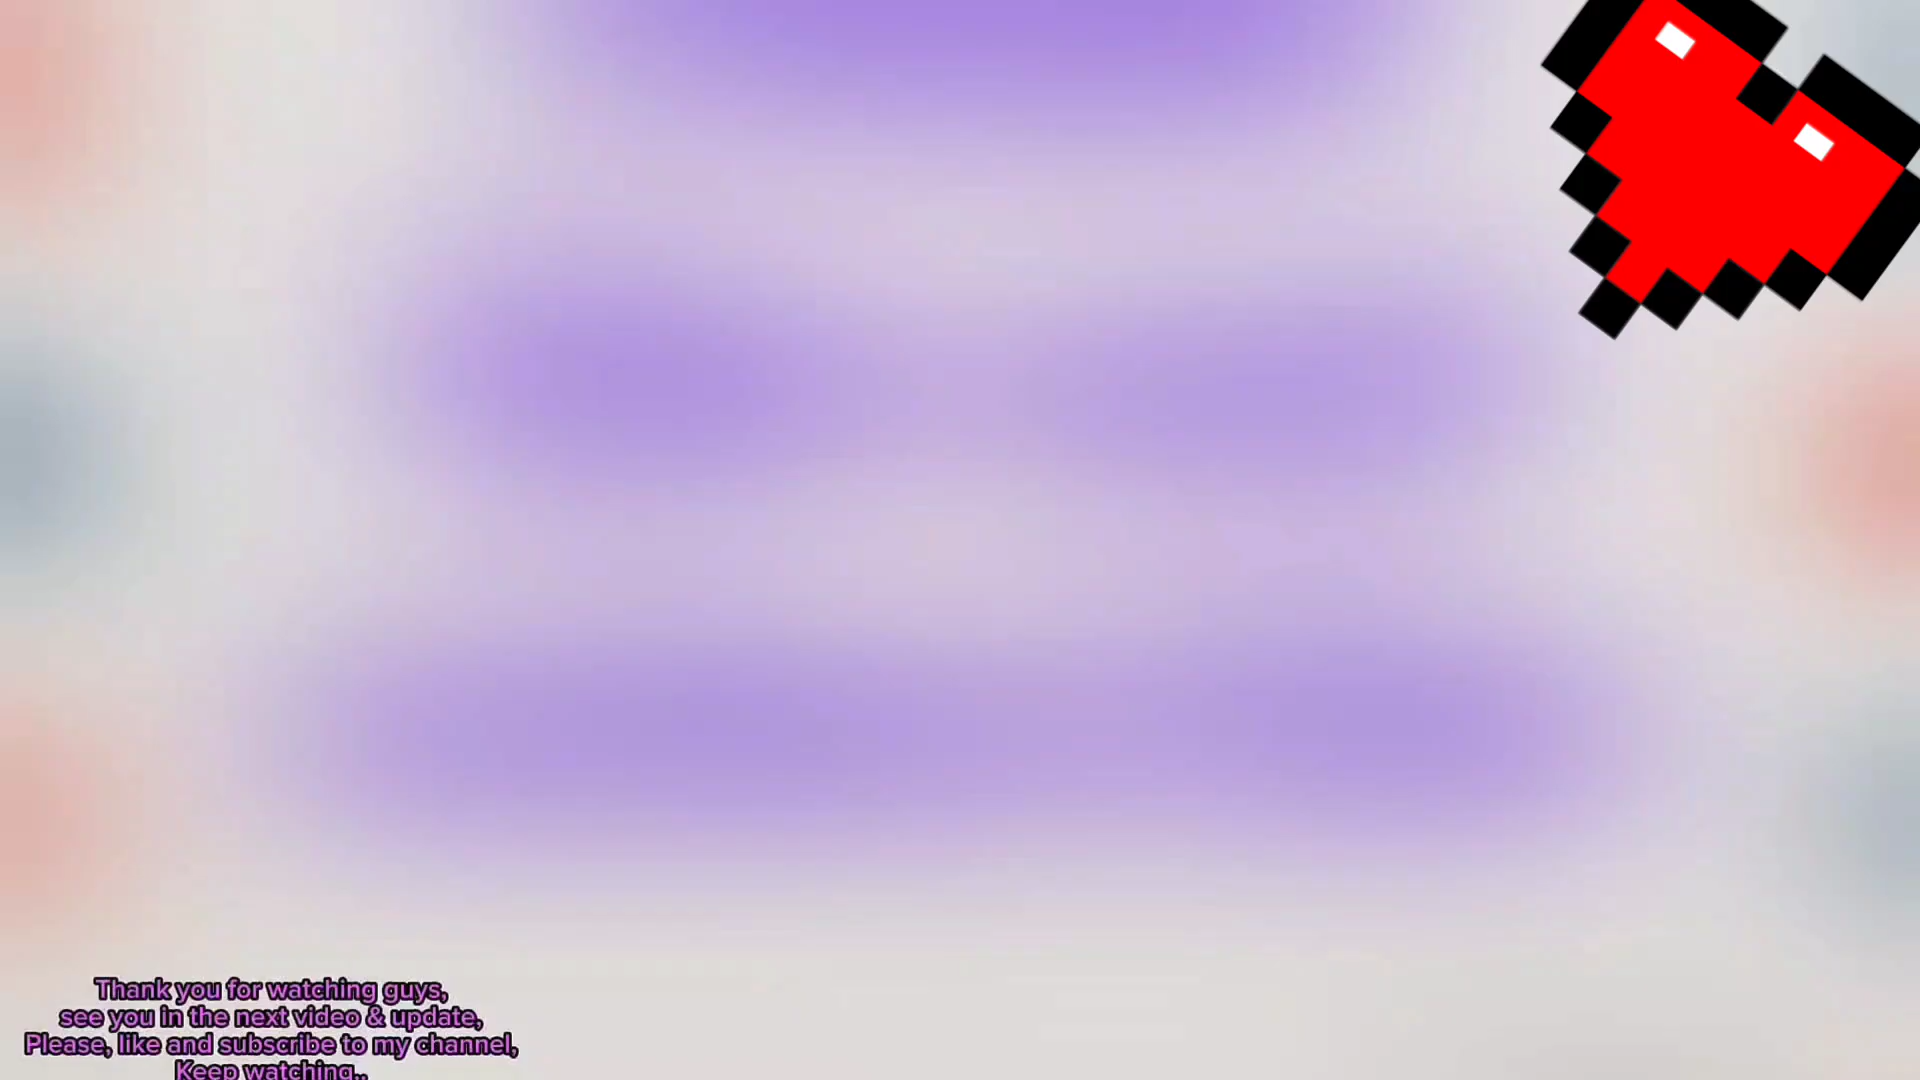 Thank you for watching guys,
see you in the next video & update,
Please, like and subscribe to my channel,
Keep watching..